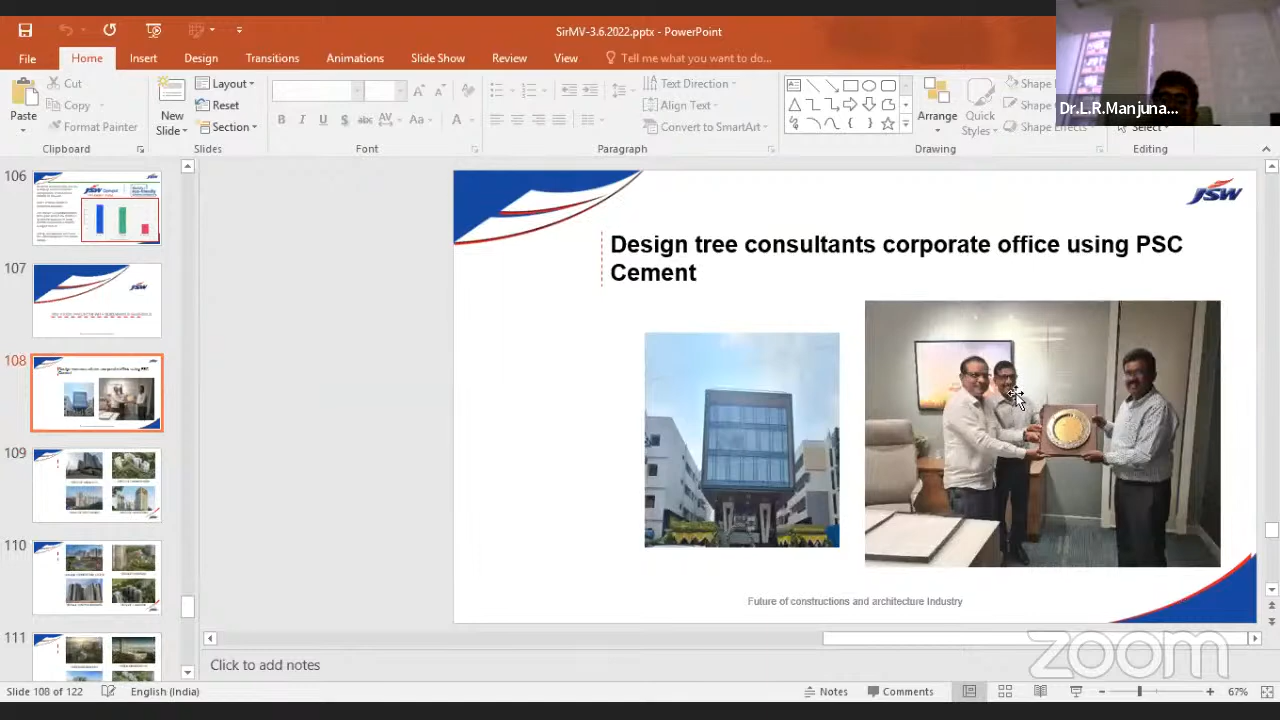 SirMV-3.6.2022.pptx - PowerPoint
File
Home
Insert
Design
Transitions
Animations
Slide Show
Review
View
Tell me what you want to do...
Dr.L.R.Manjuna...
Paste
Cut
Copy
Format Painter
Clipboard
New
Slide
Layout
Reset
Section
Slides
B I U S abc AV Aa A
Font
Text Direction
Align Text
Convert to SmartArt
Paragraph
Arrange
Quick
Styles
Shape
Shape Effects
Drawing
Select
Editing
106
107
108
109
110
111
JSW
Design tree consultants corporate office using PSC
Cement
Future of constructions and architecture Industry
Click to add notes
zoom
Slide 108 of 122
English (India)
Notes
Comments
67%